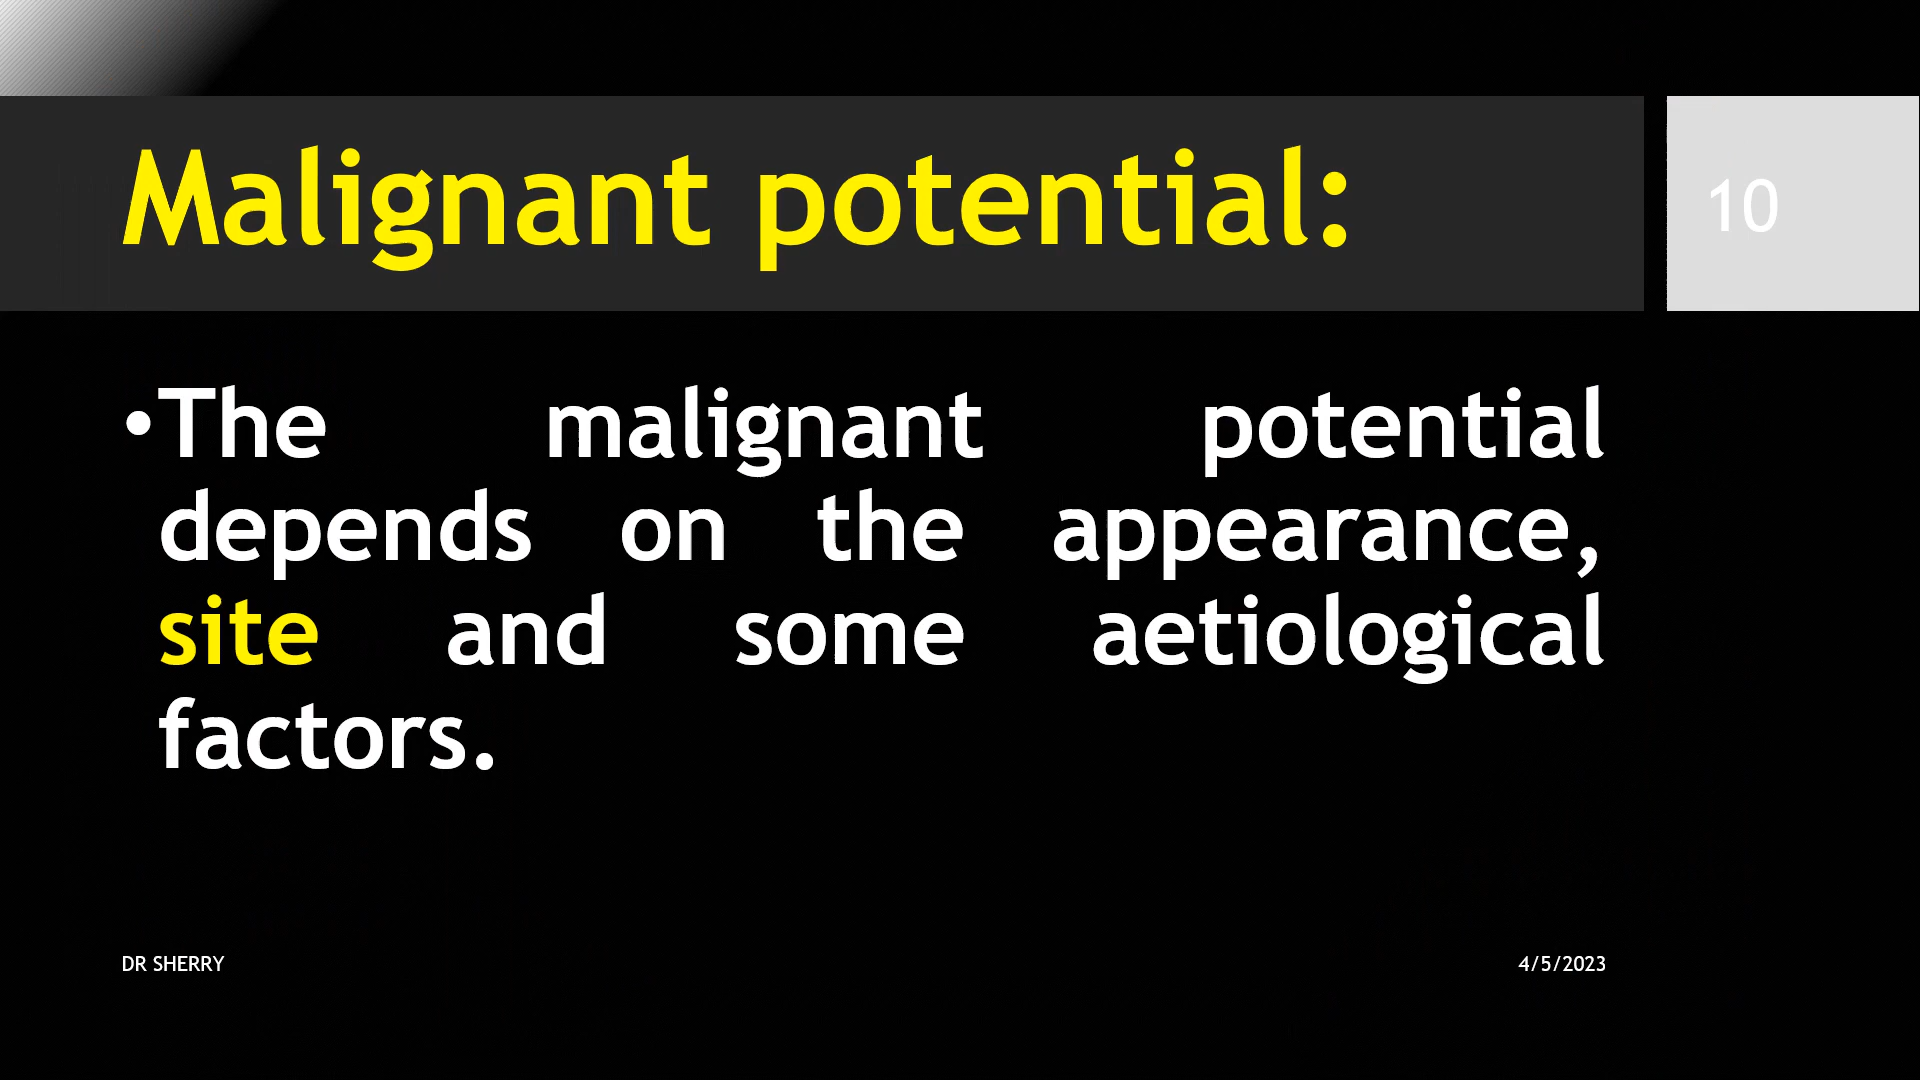 Malignant potential:
10
•The malignant potential
depends on the appearance,
site and some aetiological
factors.
DR SHERRY
4/5/2023